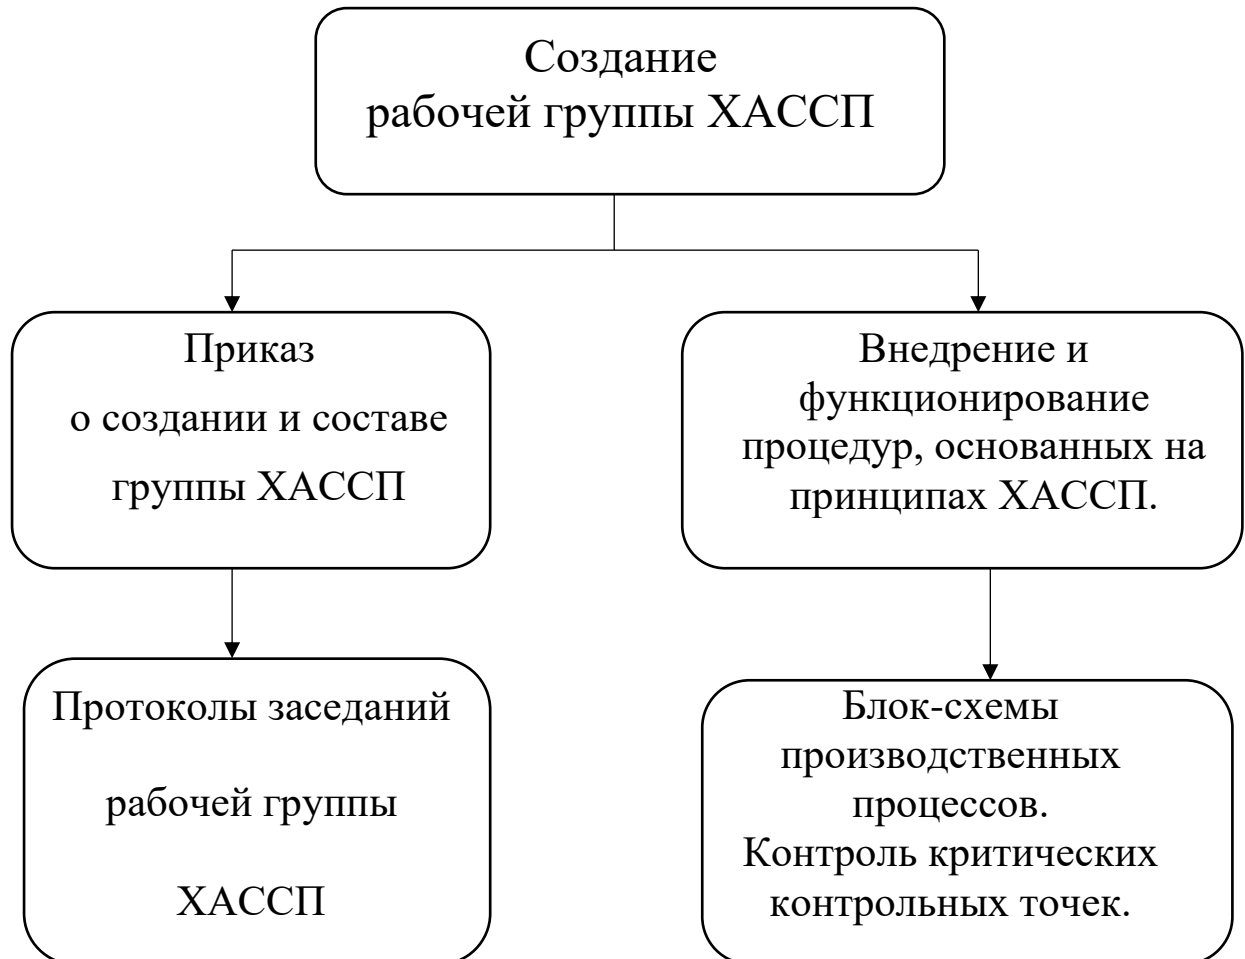 Создание
рабочей группы ХАССП
Приказ
о создании и составе
группы ХАССП
Внедрение и
функционирование
процедур, основанных на
принципах ХАССП.
Протоколы заседаний
рабочей группы
ХАССП
Блок-схемы
производственных
процессов.
Контроль критических
контрольных точек.